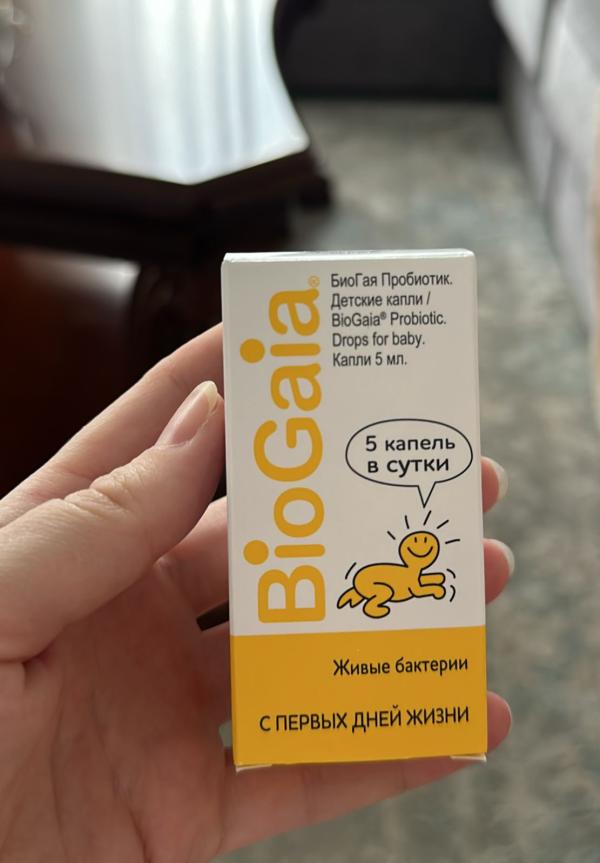 BioGaia®
БиоГая Пробиотик.
Детские капли /
BioGaia® Probiotic.
Drops for baby.
Капли 5 мл.
5 капель
в сутки
Живые бактерии
С ПЕРВЫХ ДНЕЙ ЖИЗНИ